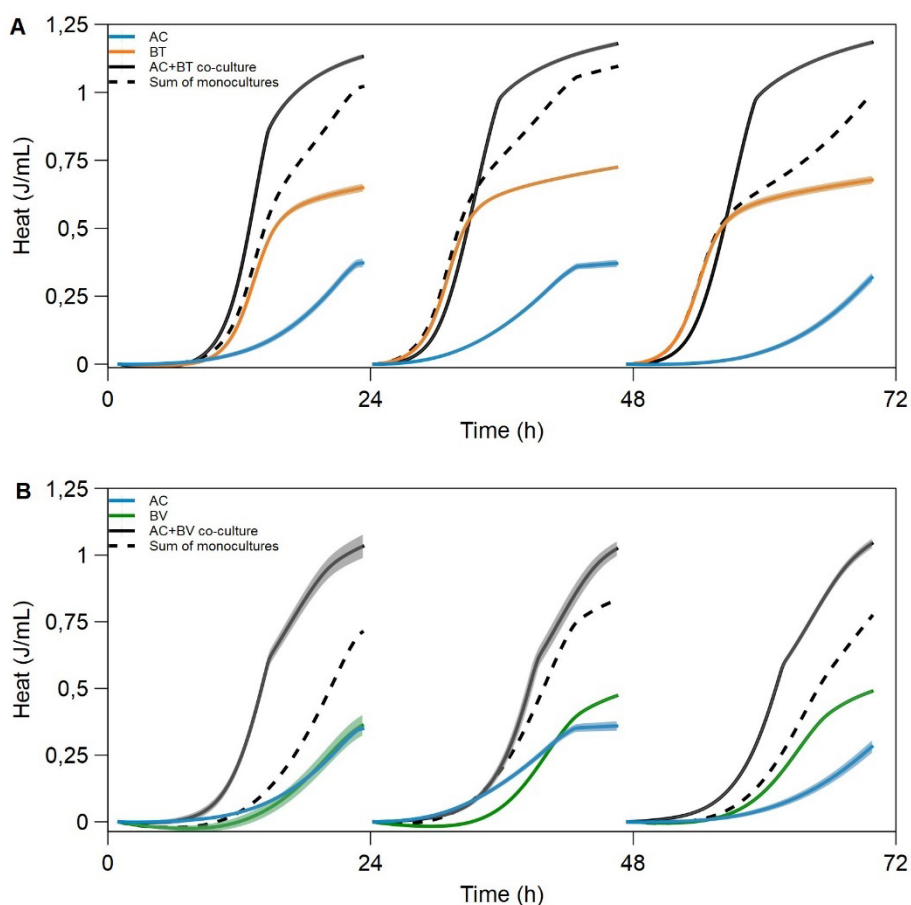 A
1,25
1
0,75
0,5
0,25
0
Heat (J/mL)
AC
BT
AC+BT co-culture
Sum of monocultures
0 24 48 72
Time (h)
B
1,25
1
0,75
0,5
0,25
0
Heat (J/mL)
AC
BV
AC+BV co-culture
Sum of monocultures
0 24 48 72
Time (h)